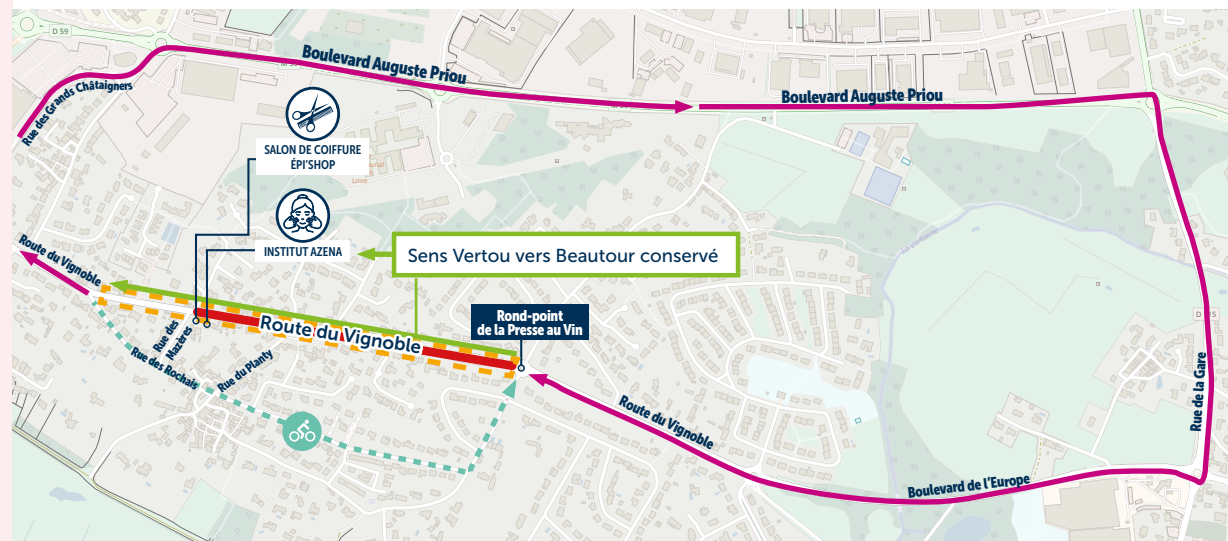 D 59
Boulevard Auguste Priou
Boulevard Auguste Priou
Rue des Grands Châtaigners
SALON DE COIFFURE
ÉPI'SHOP
Loire
INSTITUT AZENA
Sens Vertou vers Beautour conservé
Route du Vignoble
Rond-point
de la Presse au Vin
Route du Vignoble
Rue des
Mazères
Rue des Rochais
Rue du Planty
Route du Vignoble
Rue de la Gare
Boulevard de l'Europe